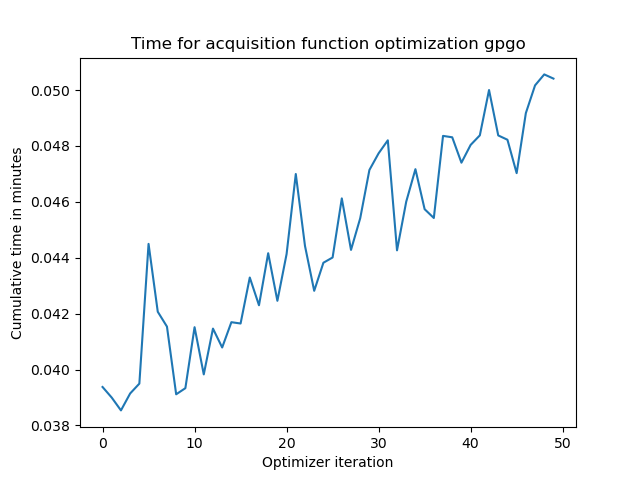 Time for acquisition function optimization gpgo
Cumulative time in minutes
0.050
0.048
0.046
0.044
0.042
0.040
0.038
0 10 20 30 40 50
Optimizer iteration